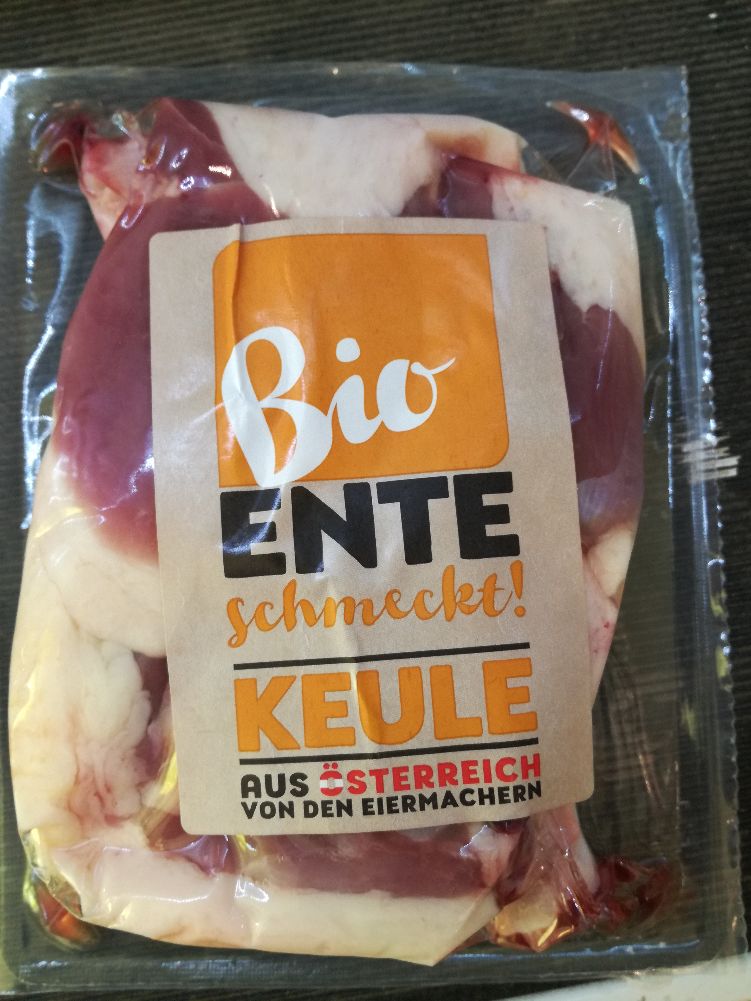 Bio
ENTE
schmeckt!
KEULE
AUS ÖSTERREICH
VON DEN EIERMACHERN